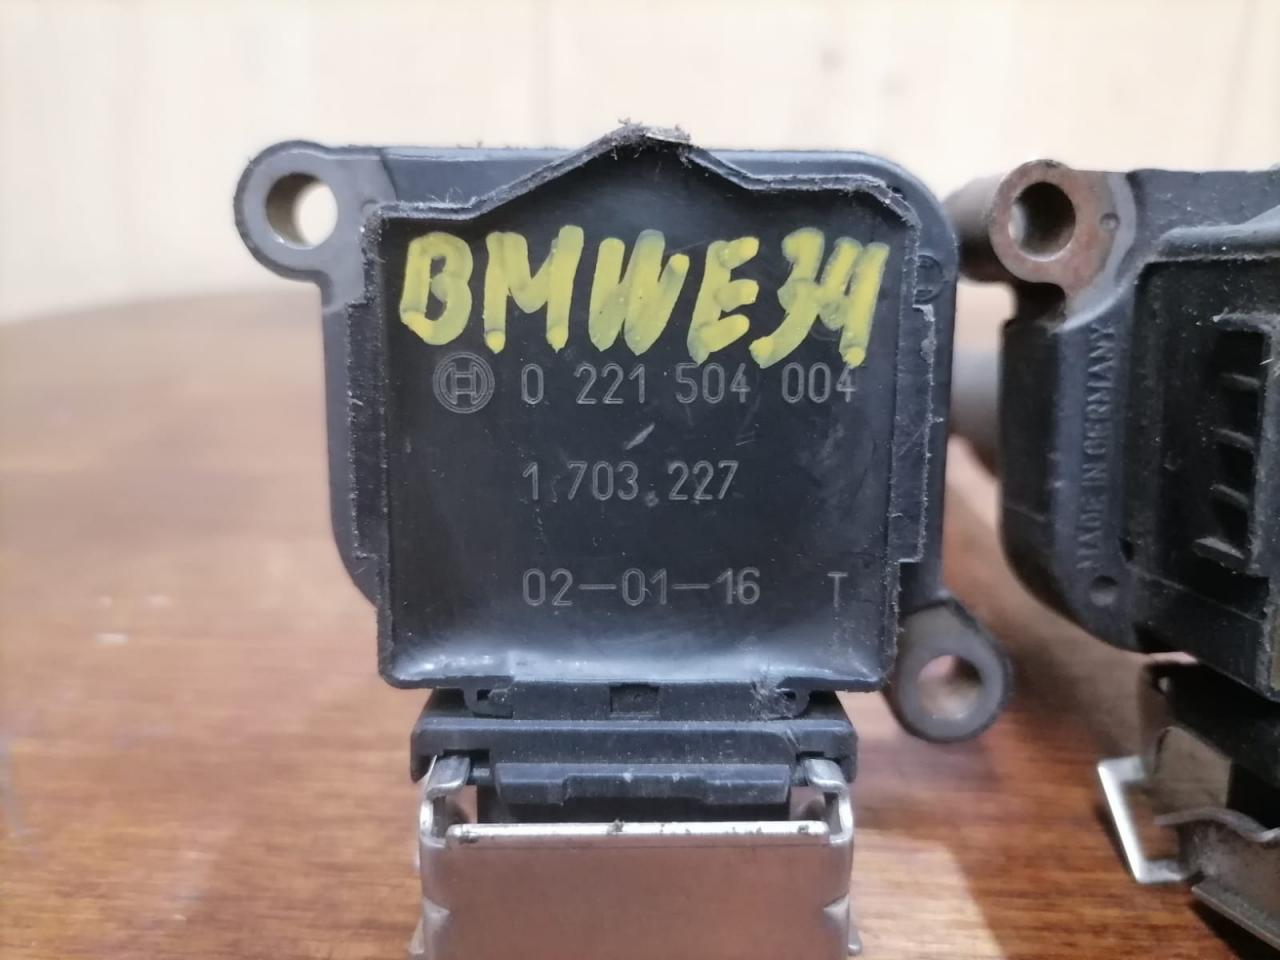 BMWE34
0 221 504 004
1 703 227
02-01-16 T
MADE IN GERMANY